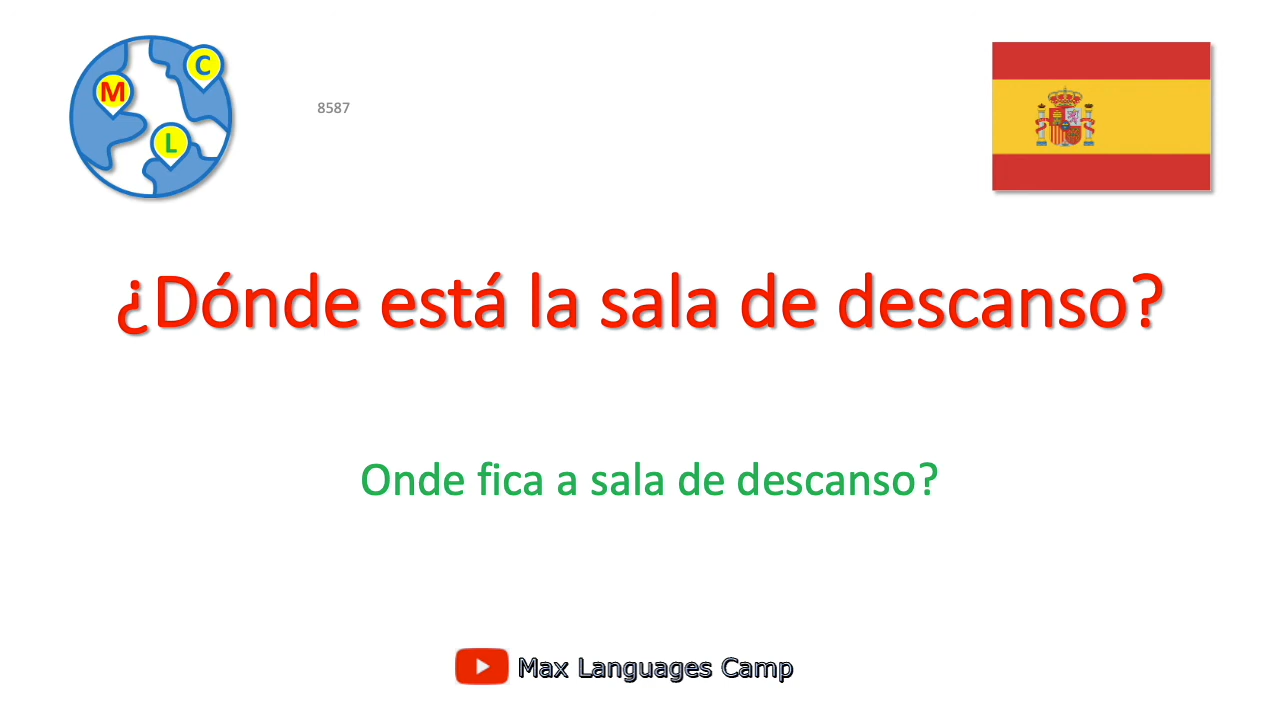 C
M
L
8587
¿Dónde está la sala de descanso?
Onde fica a sala de descanso?
Max Languages Camp